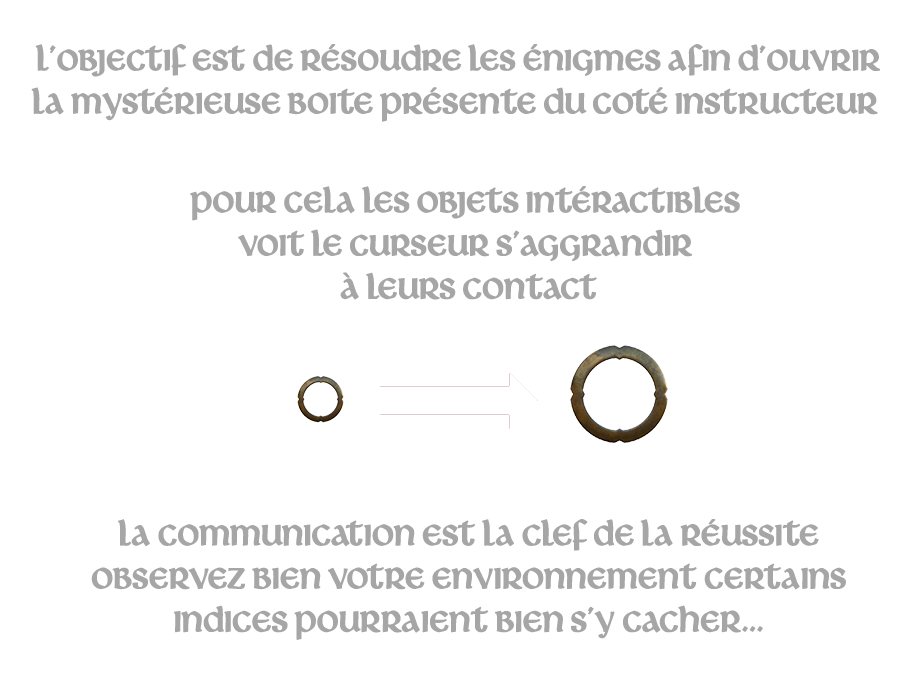 L'objectif est de résoudre les énigmes afin d'ouvrir
la mystérieuse boite présente du coté instructeur
pour cela les objets intéractibles
voit le curseur s'aggrandir
à leurs contact
La communication est la clef de la réussite
observez bien votre environnement certains
indices pourraient bien s'y cacher...